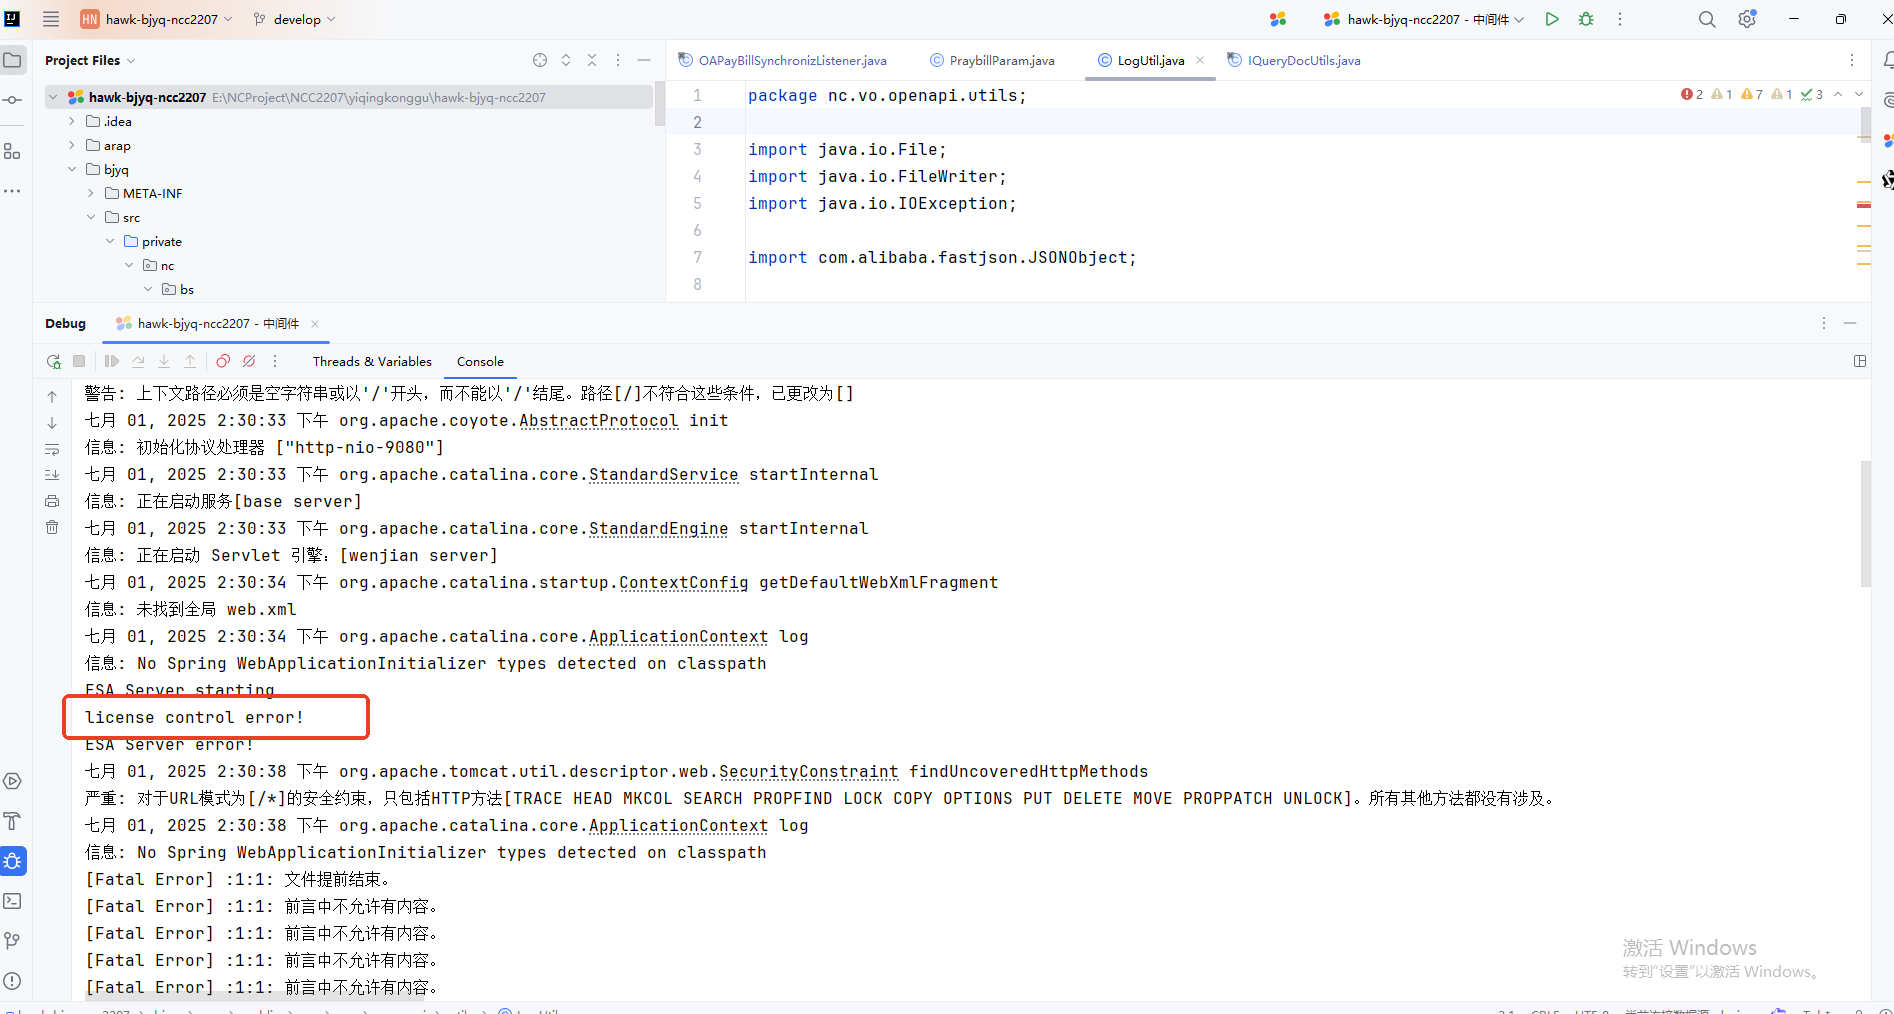 HN hawk-bjyq-ncc2207 develop hawk-bjyq-ncc2207 - 中间件
Project Files
hawk-bjyq-ncc2207 E:\NCProject\NCC2207\yiqingkonggu\hawk-bjyq-ncc2207
.idea
arap
bjyq
META-INF
src
private
nc
bs
OAPayBillSynchronizListener.java PraybillParam.java LogUtil.java IQueryDocUtils.java
2 1 7 1 3
1 package nc.vo.openapi.utils;
2
3 import java.io.File;
4 import java.io.FileWriter;
5 import java.io.IOException;
6
7 import com.alibaba.fastjson.JSONObject;
8
Debug hawk-bjyq-ncc2207 - 中间件
Threads & Variables Console
警告: 上下文路径必须是空字符串或以'/'开头，而不能以'/'结尾。路径[/]不符合这些条件，已更改为[]
七月 01, 2025 2:30:33 下午 org.apache.coyote.AbstractProtocol init
信息: 初始化协议处理器 ["http-nio-9080"]
七月 01, 2025 2:30:33 下午 org.apache.catalina.core.StandardService startInternal
信息: 正在启动服务[base server]
七月 01, 2025 2:30:33 下午 org.apache.catalina.core.StandardEngine startInternal
信息: 正在启动 Servlet 引擎：[wenjian server]
七月 01, 2025 2:30:34 下午 org.apache.catalina.startup.ContextConfig getDefaultWebXmlFragment
信息: 未找到全局 web.xml
七月 01, 2025 2:30:34 下午 org.apache.catalina.core.ApplicationContext log
信息: No Spring WebApplicationInitializer types detected on classpath
ESA Server starting
license control error!
ESA Server error!
七月 01, 2025 2:30:38 下午 org.apache.tomcat.util.descriptor.web.SecurityConstraint findUncoveredHttpMethods
严重: 对于URL模式为[/*]的安全约束，只包括HTTP方法[TRACE HEAD MKCOL SEARCH PROPFIND LOCK COPY OPTIONS PUT DELETE MOVE PROPPATCH UNLOCK]。所有其他方法都没有涉及。
七月 01, 2025 2:30:38 下午 org.apache.catalina.core.ApplicationContext log
信息: No Spring WebApplicationInitializer types detected on classpath
[Fatal Error] :1:1: 文件提前结束。
[Fatal Error] :1:1: 前言中不允许有内容。
[Fatal Error] :1:1: 前言中不允许有内容。
[Fatal Error] :1:1: 前言中不允许有内容。
[Fatal Error] :1:1: 前言中不允许有内容。
激活 Windows
转到"设置"以激活 Windows。